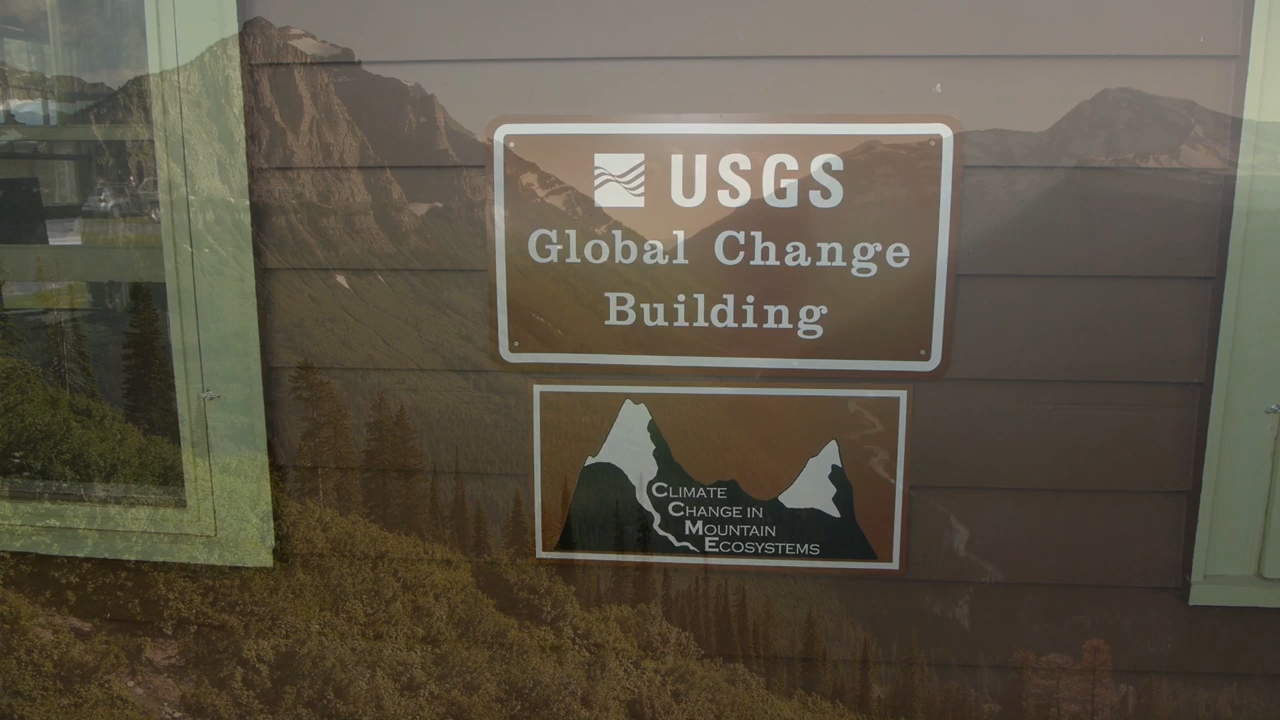 USGS
Global Change
Building
CLIMATE
CHANGE IN
MOUNTAIN
ECOSYSTEMS